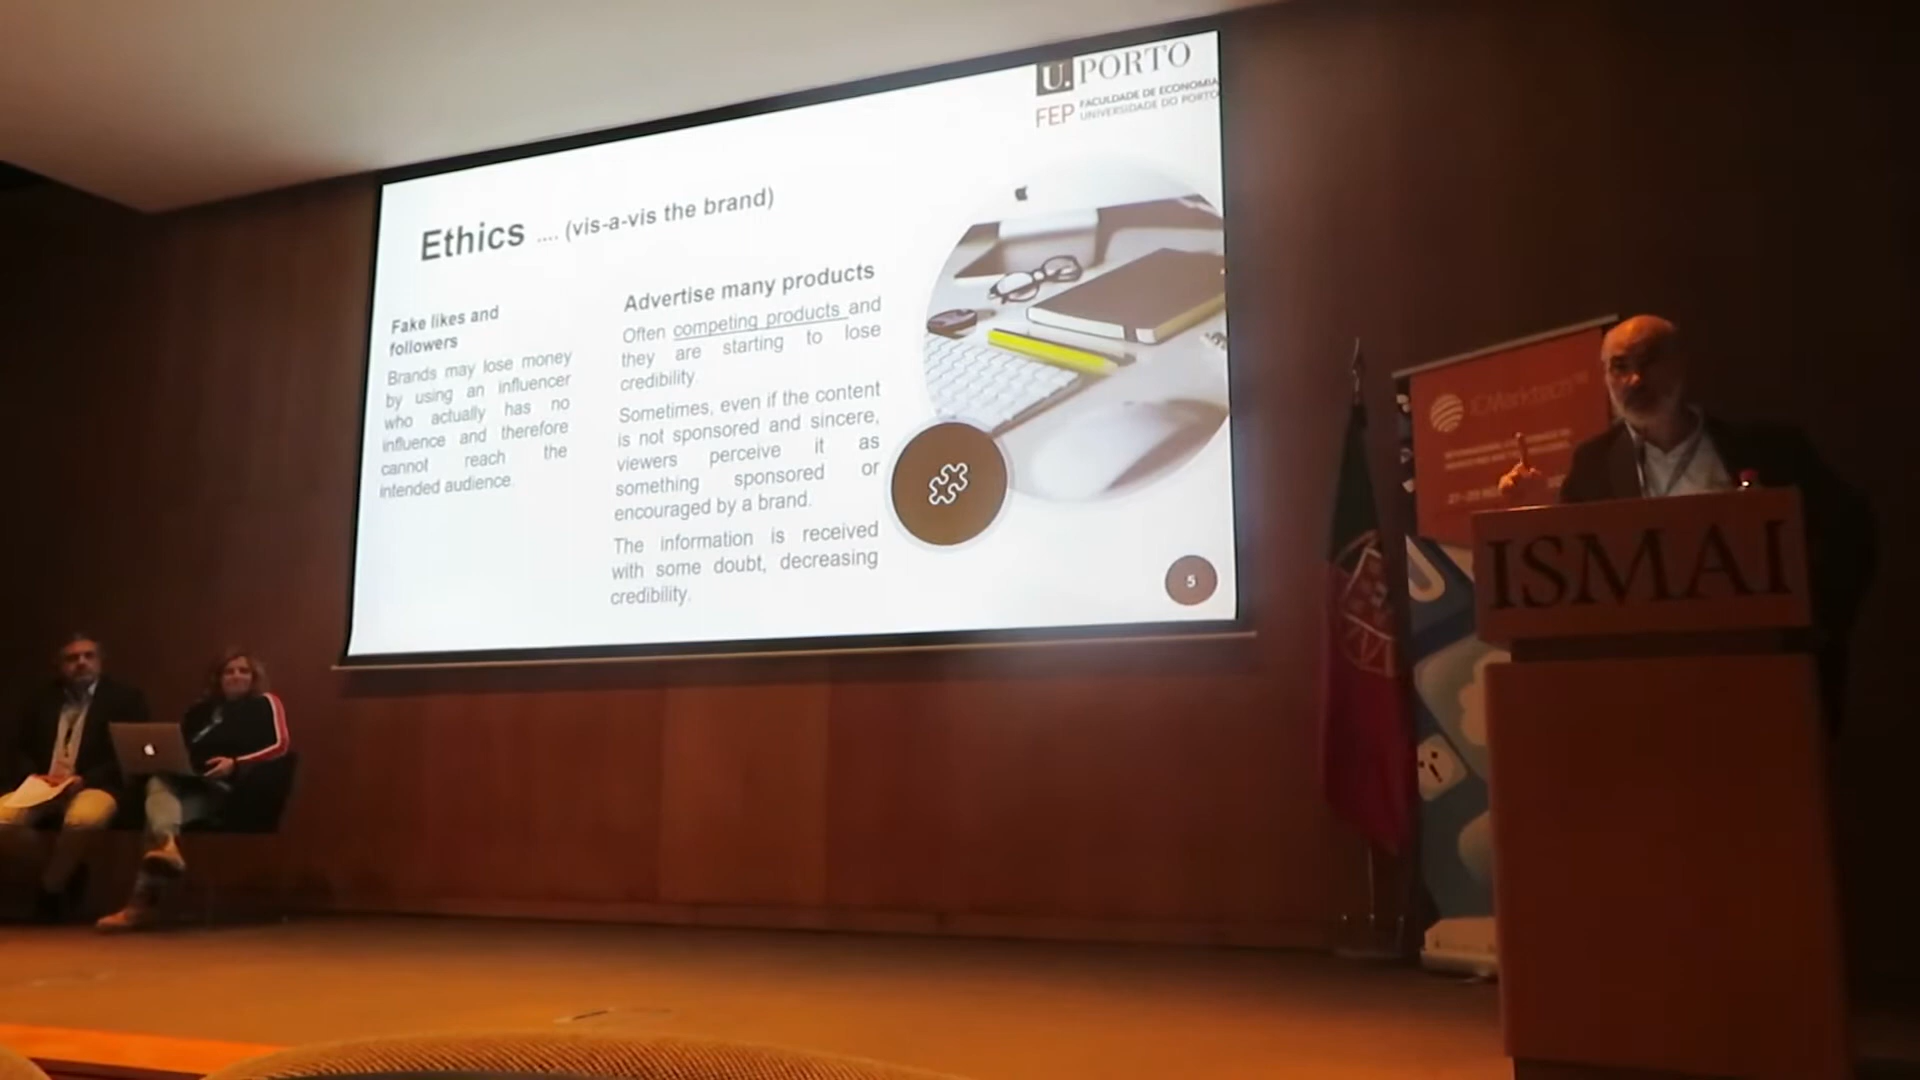 U. PORTO
FEP FACULDADE DE ECONOMIA
UNIVERSIDADE DO PORTO
Ethics .... (vis-a-vis the brand)
Fake likes and
followers
Brands may lose money
by using an influencer
who actually has no
influence and therefore
cannot reach the
intended audience.
Advertise many products
Often competing products and
they are starting to lose
credibility.
Sometimes, even if the content
is not sponsored and sincere,
viewers perceive it as
something sponsored or
encouraged by a brand.
The information is received
with some doubt, decreasing
credibility.
5
ICMarktech
ISMAI